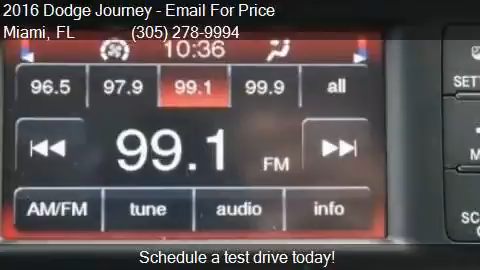 2016 Dodge Journey - Email For Price
Miami, FL (305) 278-9994
10:36
96.5 97.9 99.1 99.9 all
99.1 FM
AM/FM tune audio info
Schedule a test drive today!